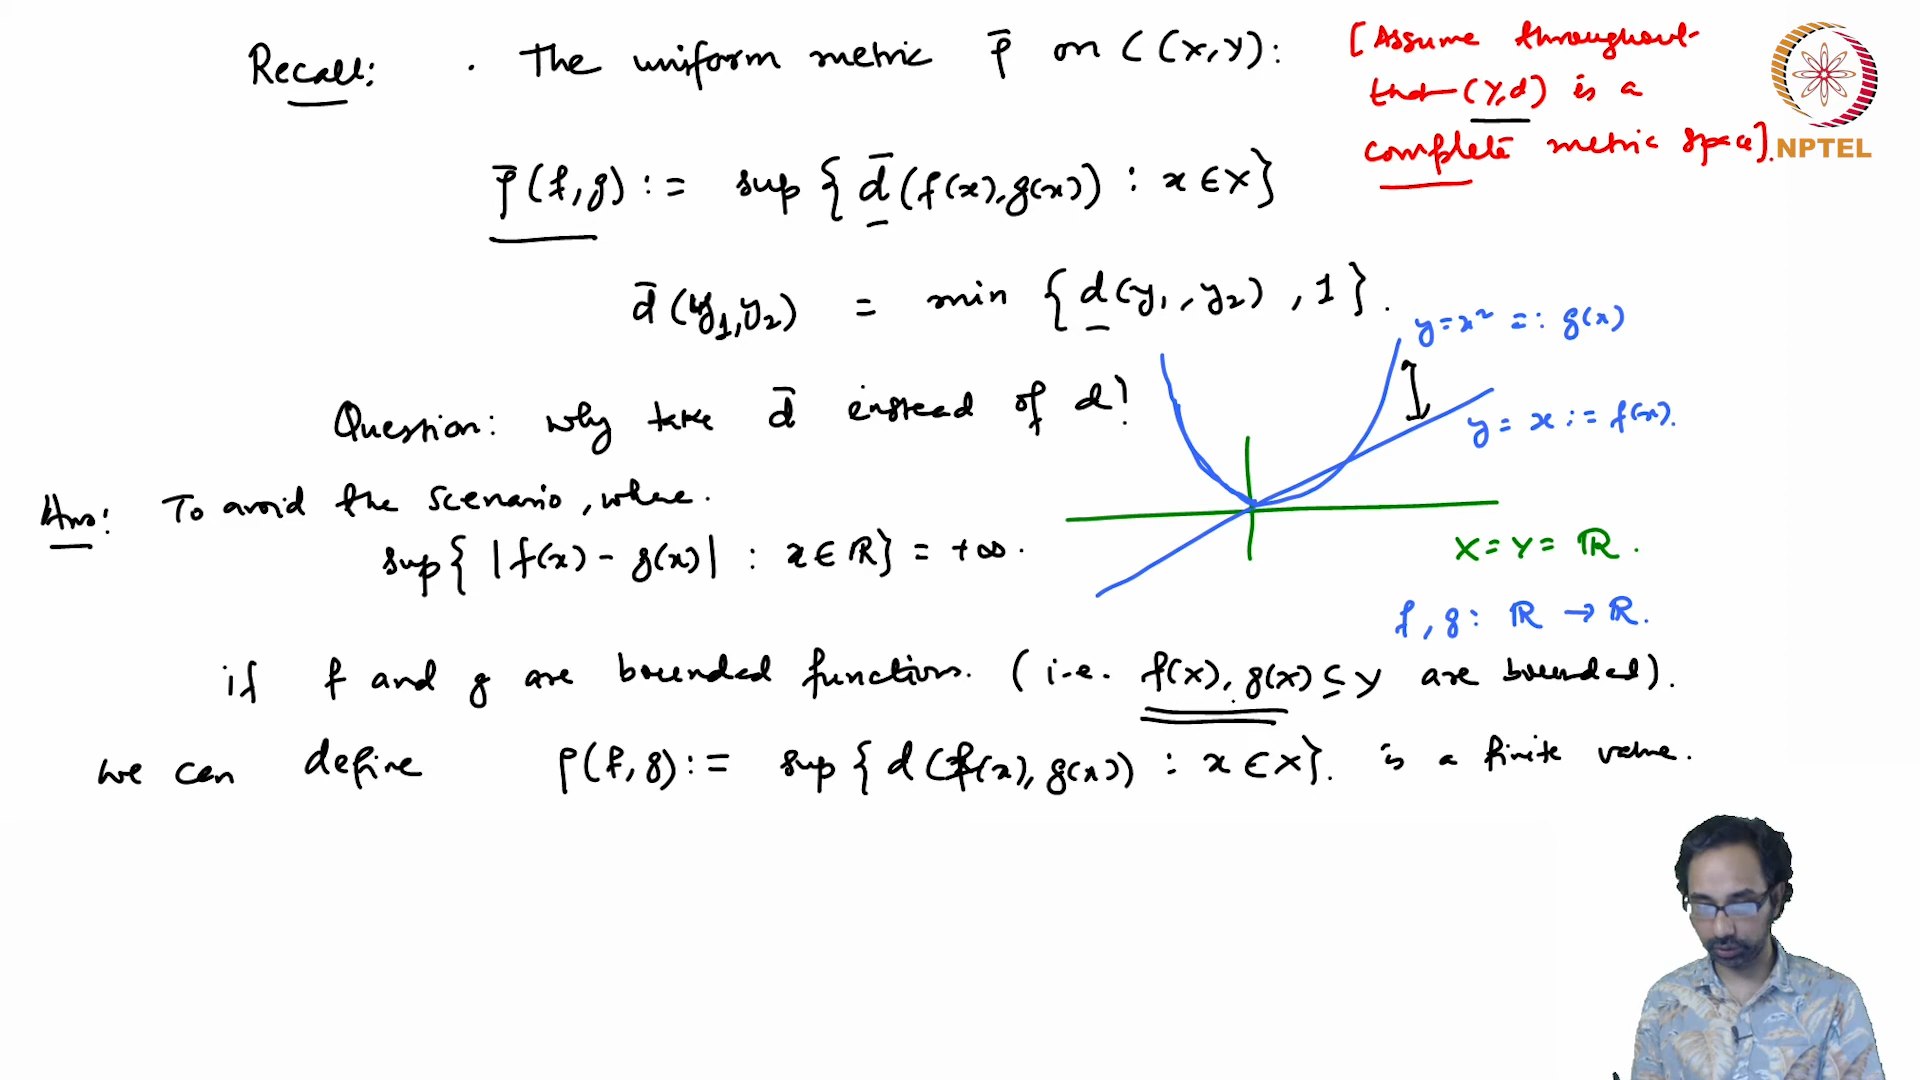 Recall: · The uniform metric ρ̄ on C(X,Y):
[Assume throughout
that (Y,d) is a
complete metric space].
NPTEL
ρ̄(f,g) := sup { d̄(f(x),g(x)) : x ∈ X}
d̄(y₁,y₂) = min {d(y₁,y₂), 1}.
y=x² =: g(x)
y = x := f(x).
Question: why take d̄ instead of d?
Ans: To avoid the scenario, where.
sup{ |f(x) - g(x)| : x ∈ ℝ} = +∞.
X = Y = ℝ.
f, g: ℝ → ℝ.
if f and g are bounded functions. (i.e. f(X), g(X) ⊆ Y are bounded).
we can define ρ(f,g) := sup { d(f(x), g(x)) : x ∈ X}. is a finite value.